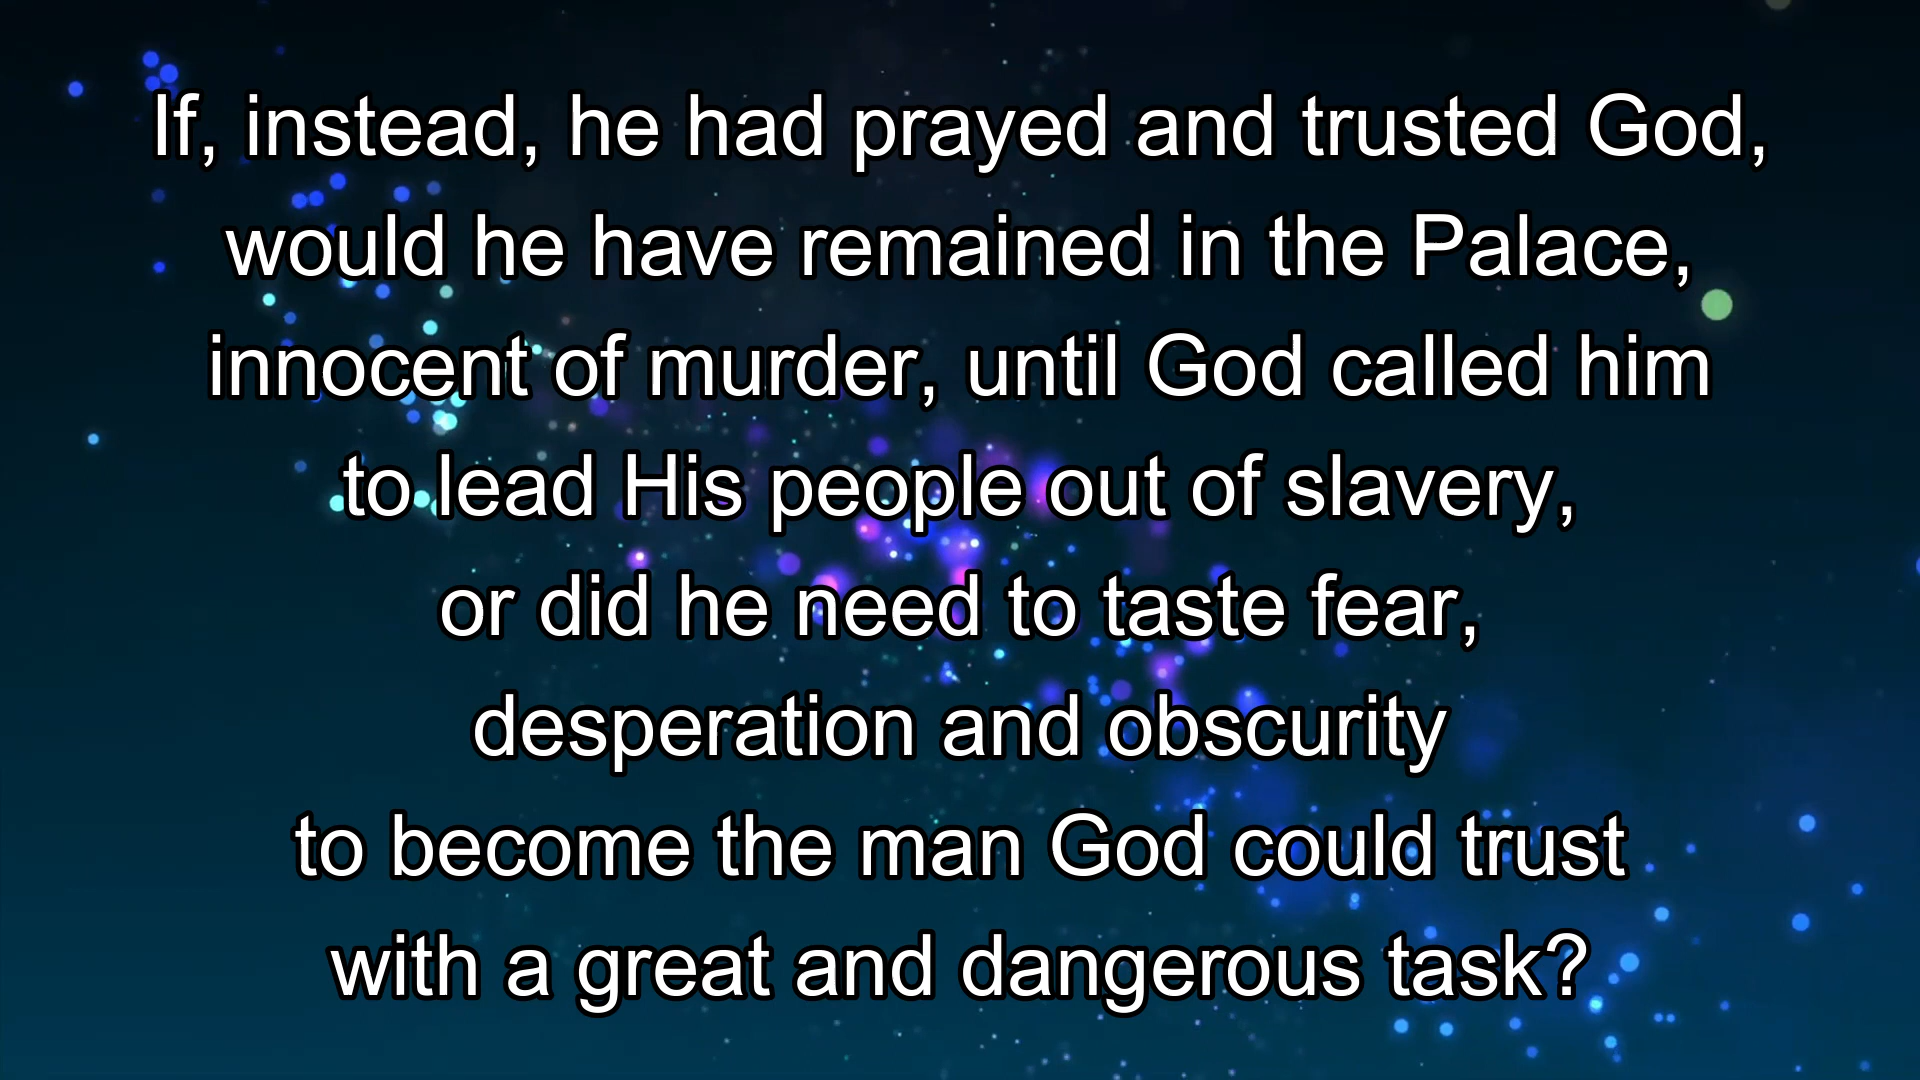 If, instead, he had prayed and trusted God,
would he have remained in the Palace,
innocent of murder, until God called him
to lead His people out of slavery,
or did he need to taste fear,
desperation and obscurity
to become the man God could trust
with a great and dangerous task?